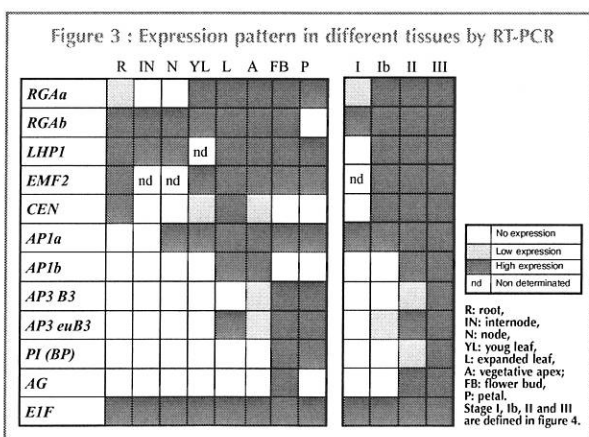 Figure 3 : Expression pattern in different tissues by RT-PCR
R IN N YL L A FB P I Ib II III
RGAa
RGAb
LHP1 nd
EMF2 nd nd nd
CEN
AP1a
AP1b
AP3 B3
AP3 euB3
PI (BP)
AG
E1F
No expression
Low expression
High expression
nd Non determinated
R: root,
IN: internode,
N: node,
YL: youg leaf,
L: expanded leaf,
A: vegetative apex;
FB: flower bud,
P: petal.
Stage I, Ib, II and III
are defined in figure 4.